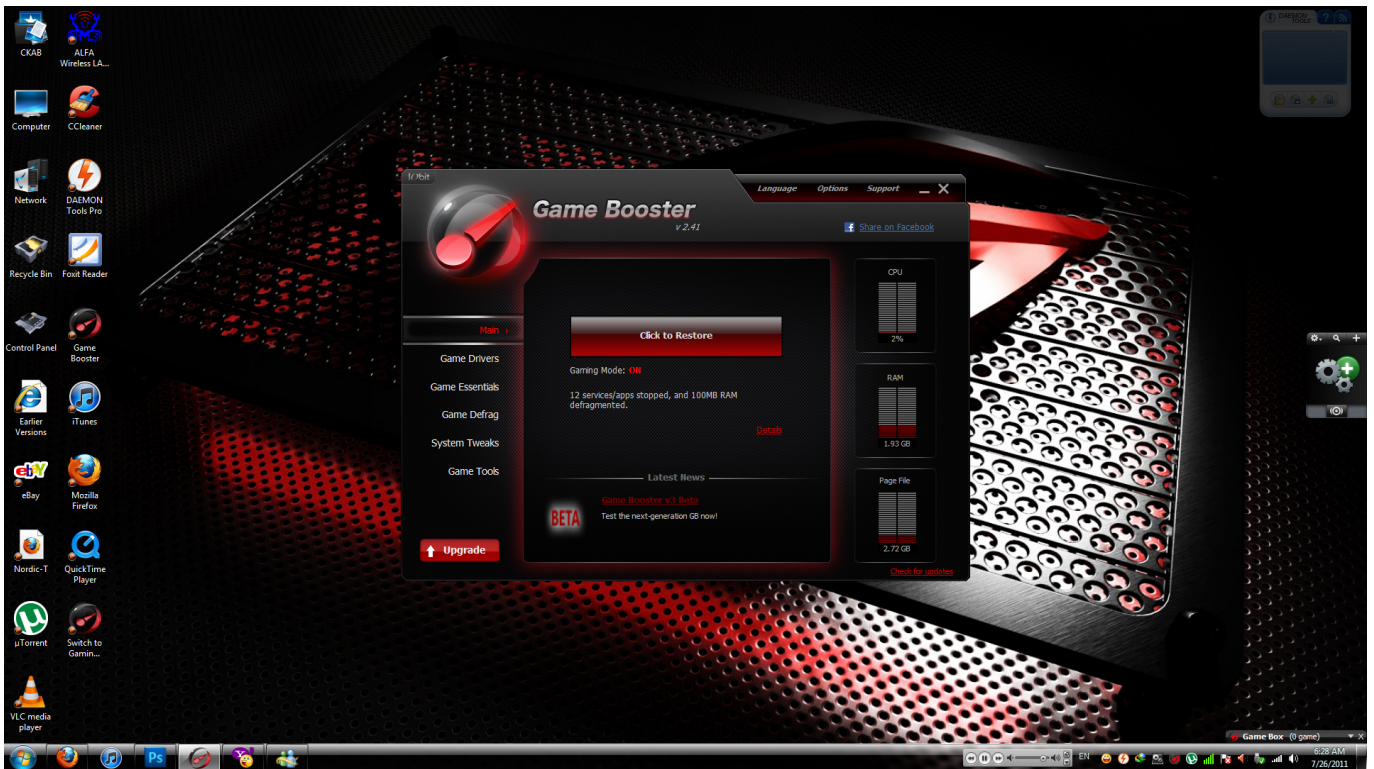 CKAB
ALFA
Wireless LA...
Computer
CCleaner
Network
DAEMON
Tools Pro
Recycle Bin
Foxit Reader
Control Panel
Game
Booster
Earlier
Versions
iTunes
eBay
Mozilla
Firefox
Nordic-T
QuickTime
Player
µTorrent
Switch to
Gamin...
VLC media
player
DAEMON
TOOLS
IObit
Language Options Support
Game Booster
v 2.41
Share on Facebook
Main
Game Drivers
Game Essentials
Game Defrag
System Tweaks
Game Tools
Upgrade
Click to Restore
Gaming Mode: ON
12 services/apps stopped, and 100MB RAM
defragmented.
Details
Latest News
BETA
Game Booster v3 Beta
Test the next-generation GB now!
CPU
2%
RAM
1.93 GB
Page File
2.72 GB
Check for updates
Game Box (0 game)
Ps
EN
6:28 AM
7/26/2011